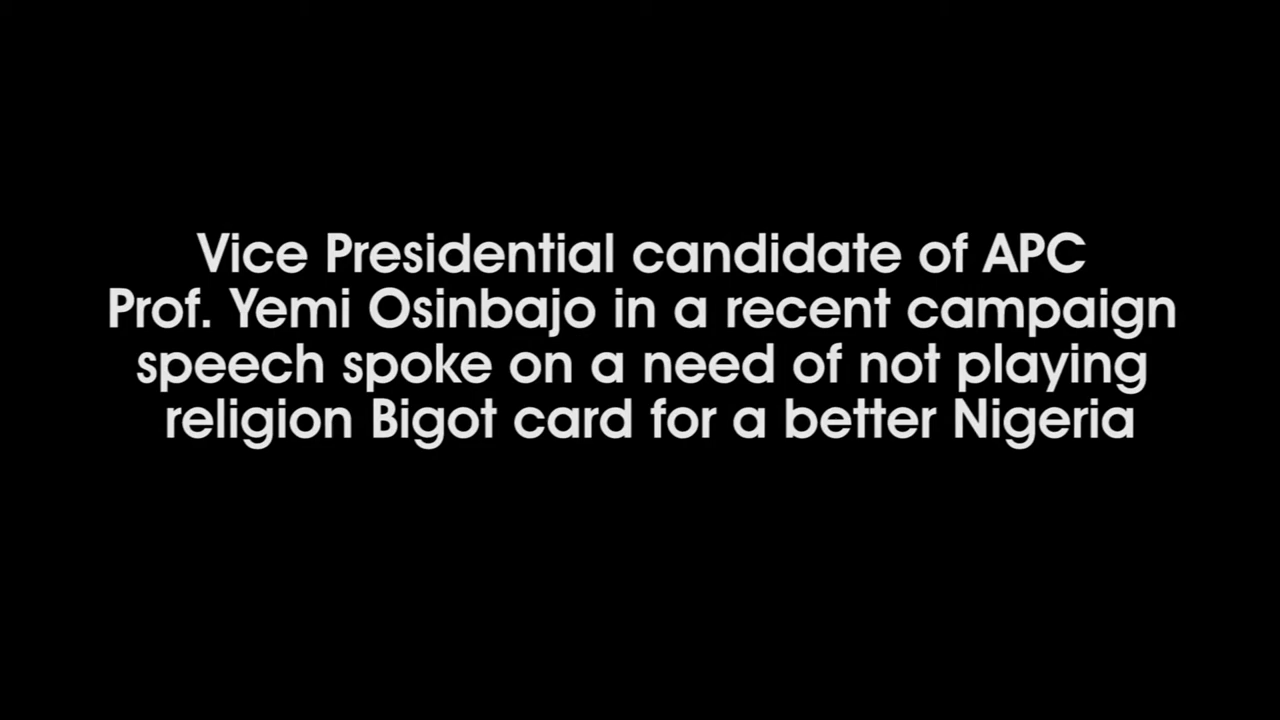 Vice Presidential candidate of APC
Prof. Yemi Osinbajo in a recent campaign
speech spoke on a need of not playing
religion Bigot card for a better Nigeria